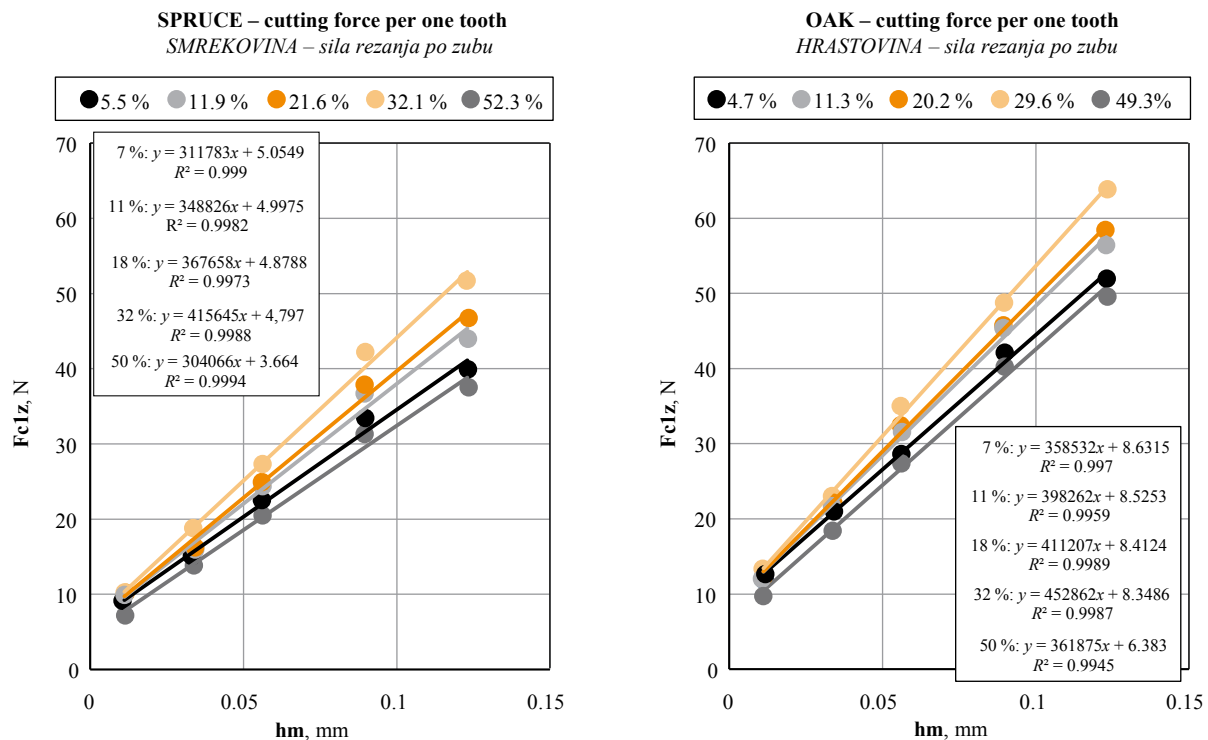 SPRUCE – cutting force per one tooth
SMREKOVINA – sila rezanja po zubu
5.5 % 11.9 % 21.6 % 32.1 % 52.3 %
70
60
50
40
30
20
10
0
Fc1z, N
7 %: y = 311783x + 5.0549
R² = 0.999
11 %: y = 348826x + 4.9975
R² = 0.9982
18 %: y = 367658x + 4.8788
R² = 0.9973
32 %: y = 415645x + 4,797
R² = 0.9988
50 %: y = 304066x + 3.664
R² = 0.9994
0 0.05 0.1 0.15
hm, mm
OAK – cutting force per one tooth
HRASTOVINA – sila rezanja po zubu
4.7 % 11.3 % 20.2 % 29.6 % 49.3%
70
60
50
40
30
20
10
0
Fc1z, N
7 %: y = 358532x + 8.6315
R² = 0.997
11 %: y = 398262x + 8.5253
R² = 0.9959
18 %: y = 411207x + 8.4124
R² = 0.9989
32 %: y = 452862x + 8.3486
R² = 0.9987
50 %: y = 361875x + 6.383
R² = 0.9945
0 0.05 0.1 0.15
hm, mm